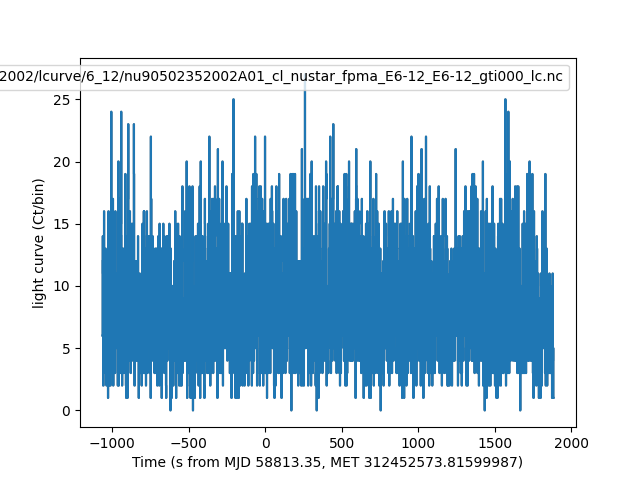 2002/lcurve/6_12/nu90502352002A01_cl_nustar_fpma_E6-12_E6-12_gti000_lc.nc
25
20
15
10
5
0
light curve (Ct/bin)
−1000 −500 0 500 1000 1500 2000
Time (s from MJD 58813.35, MET 312452573.81599987)